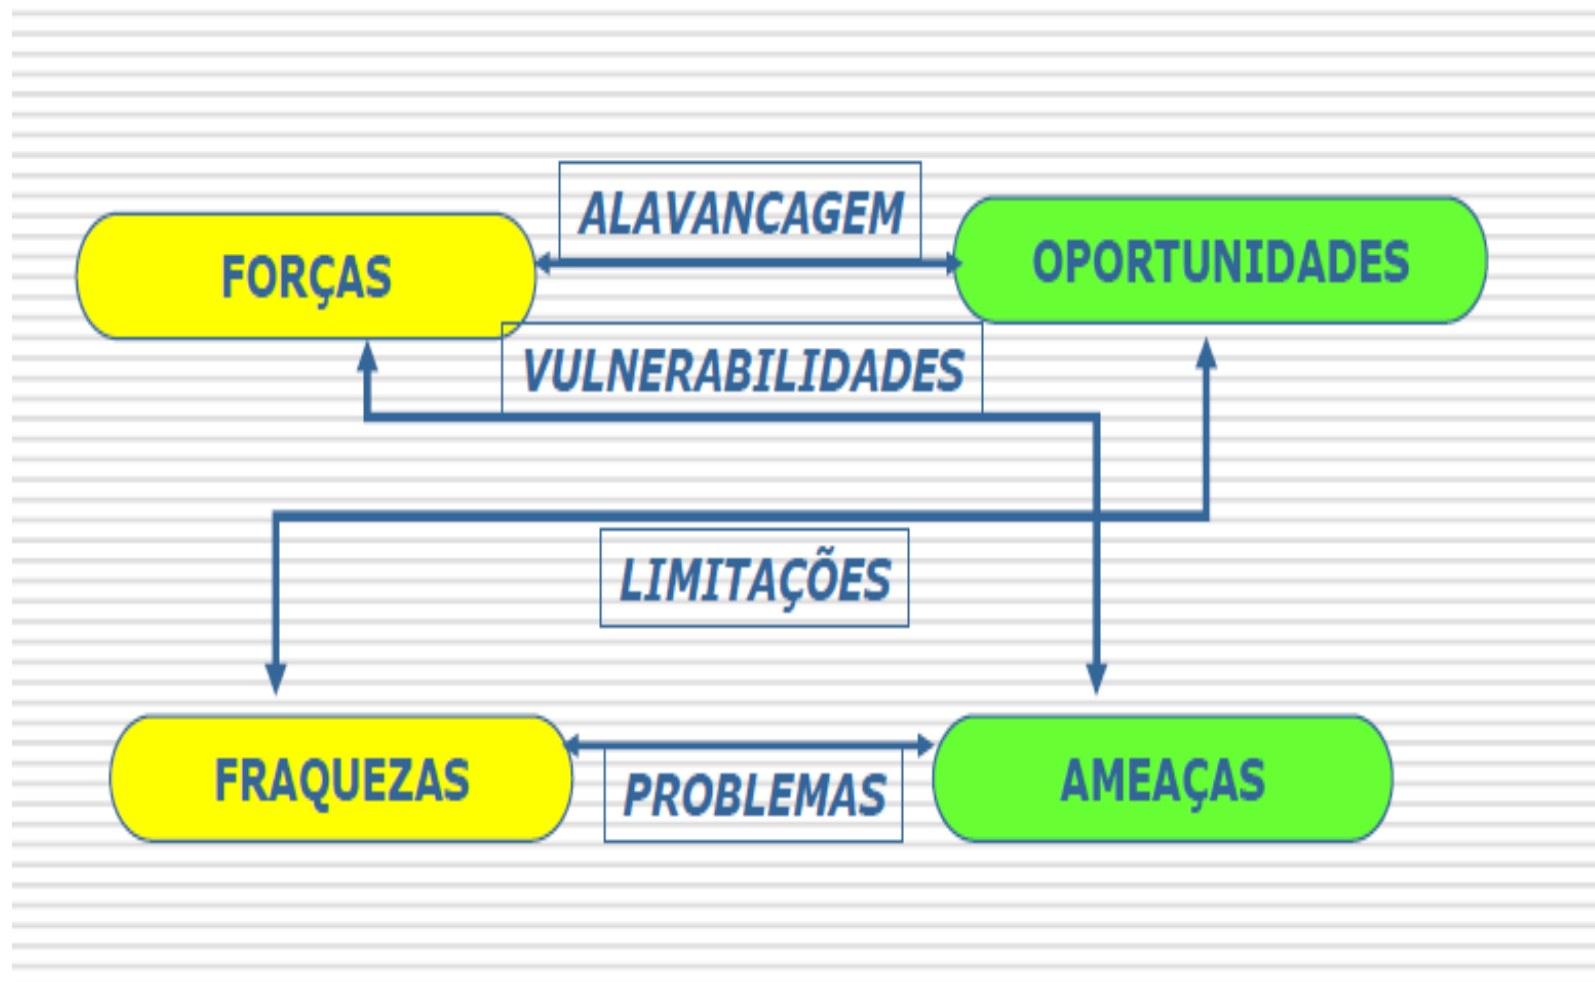 ALAVANCAGEM
FORÇAS
OPORTUNIDADES
VULNERABILIDADES
LIMITAÇÕES
FRAQUEZAS
AMEAÇAS
PROBLEMAS